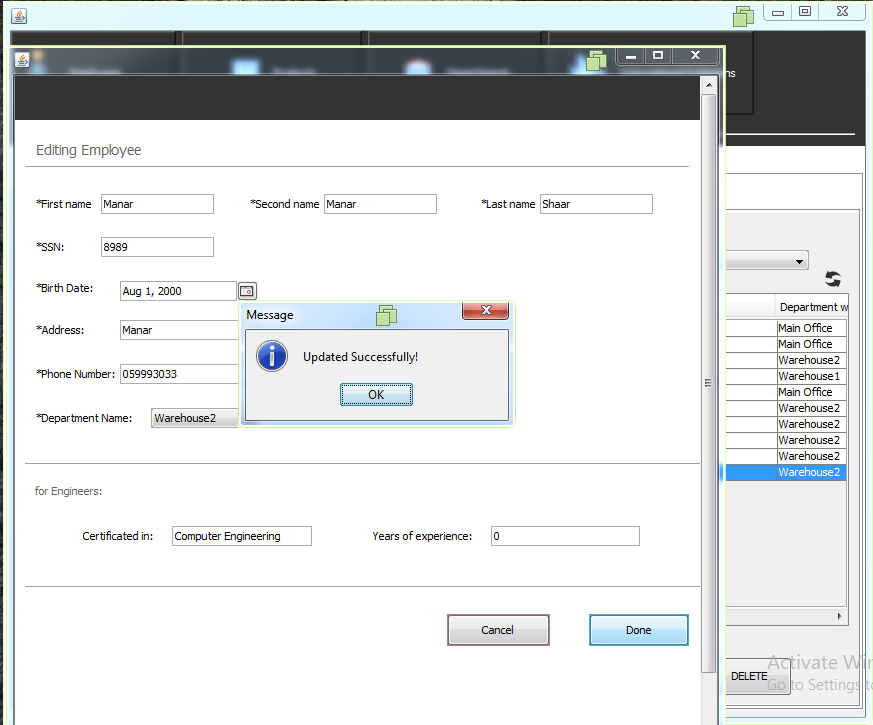 ns
Editing Employee
*First name Manar *Second name Manar *Last name Shaar
*SSN: 8989
*Birth Date: Aug 1, 2000
Message
*Address: Manar
Updated Successfully!
*Phone Number: 059993033
OK
*Department Name: Warehouse2
for Engineers:
Certificated in: Computer Engineering Years of experience: 0
Cancel Done
Department w
Main Office
Main Office
Warehouse2
Warehouse1
Main Office
Warehouse2
Warehouse2
Warehouse2
Warehouse2
Warehouse2
DELETE
Activate Win
Go to Settings t